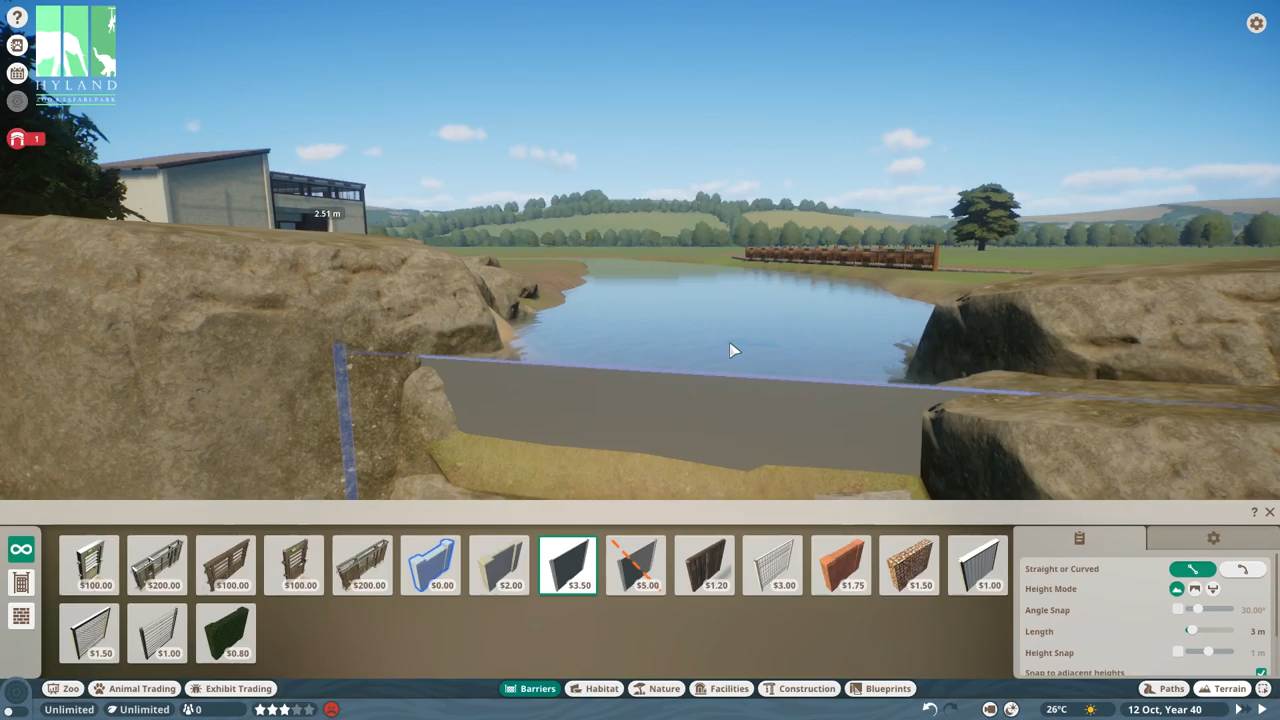 ?
HYLAND
ZOO & SAFARI PARK
1
2.51 m
?
$100.00
$200.00
$100.00
$100.00
$200.00
$0.00
$2.00
$3.50
$5.00
$1.20
$3.00
$1.75
$1.50
$1.00
$1.50
$1.00
$0.80
Straight or Curved
Height Mode
Angle Snap 30.00°
Length 3 m
Height Snap 1 m
Snap to adjacent heights
Zoo Animal Trading Exhibit Trading Barriers Habitat Nature Facilities Construction Blueprints Paths Terrain
Unlimited Unlimited 0 26°C 12 Oct, Year 40